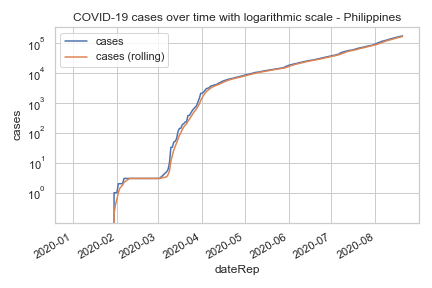 COVID-19 cases over time with logarithmic scale - Philippines
cases
cases (rolling)
10^5
10^4
10^3
10^2
10^1
10^0
cases
2020-01
2020-02
2020-03
2020-04
2020-05
2020-06
2020-07
2020-08
dateRep